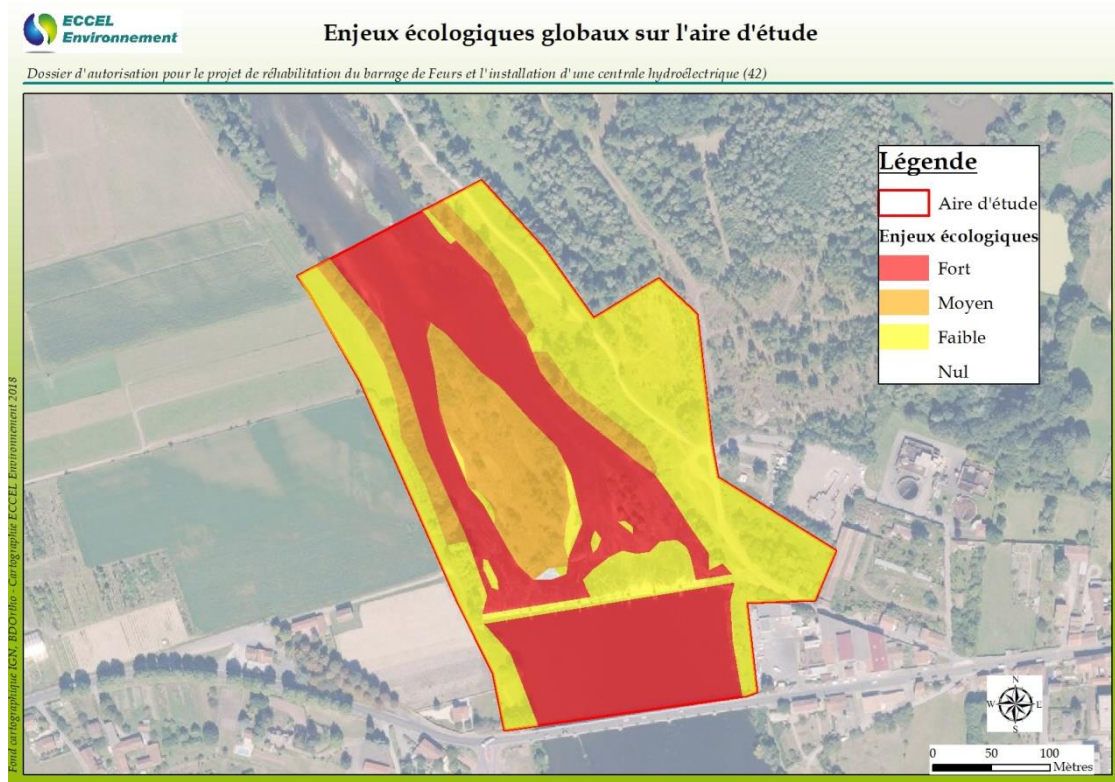 ECCEL
Environnement
Enjeux écologiques globaux sur l'aire d'étude
Dossier d'autorisation pour le projet de réhabilitation du barrage de Feurs et l'installation d'une centrale hydroélectrique (42)
Légende
Aire d'étude
Enjeux écologiques
Fort
Moyen
Faible
Nul
Fond cartographique IGN, BDOrtho - Cartographie ECCEL Environnement 2018
N
W E
S
0 50 100
Mètres